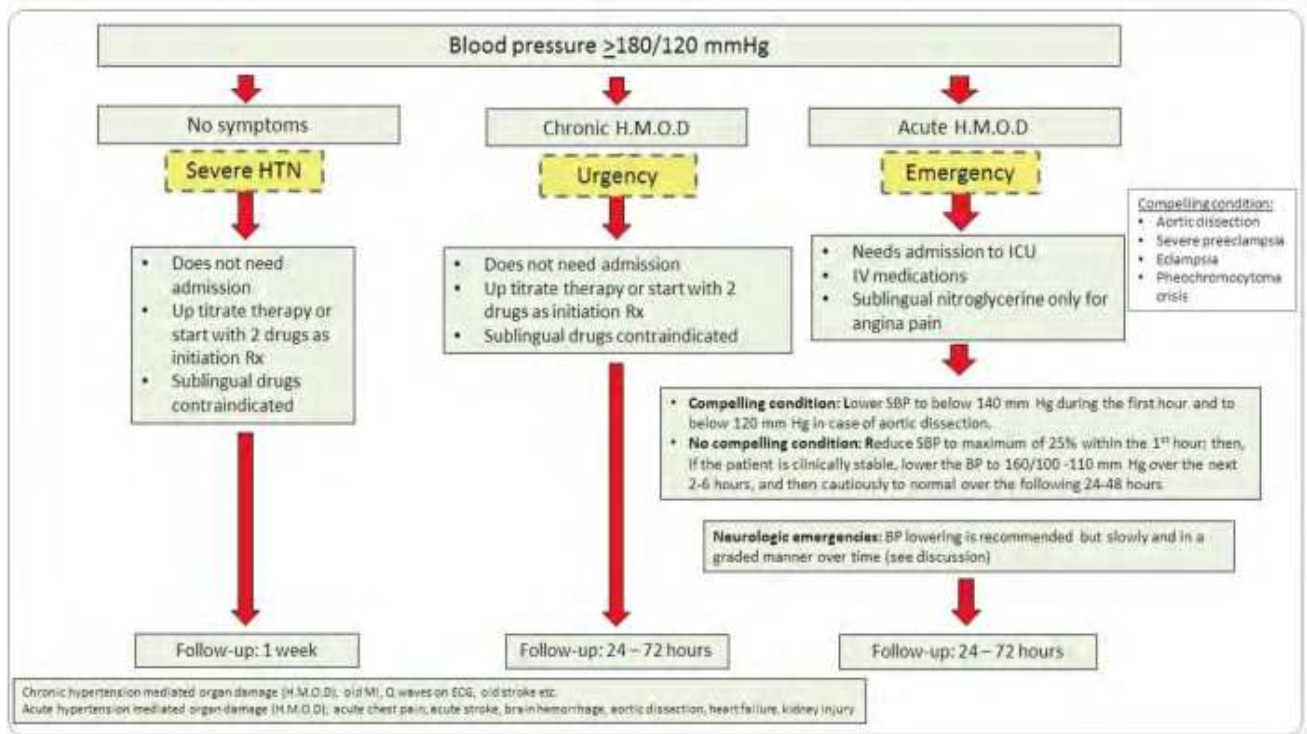 Blood pressure ≥180/120 mmHg
No symptoms
Severe HTN
• Does not need
admission
• Up titrate therapy or
start with 2 drugs as
initiation Rx
• Sublingual drugs
contraindicated
Follow-up: 1 week
Chronic H.M.O.D
Urgency
• Does not need admission
• Up titrate therapy or start with 2
drugs as initiation Rx
• Sublingual drugs contraindicated
Follow-up: 24 – 72 hours
Acute H.M.O.D
Emergency
• Needs admission to ICU
• IV medications
• Sublingual nitroglycerine only for
angina pain
Compelling condition:
• Aortic dissection
• Severe preeclampsia
• Eclampsia
• Pheochromocytoma
crisis
• Compelling condition: Lower SBP to below 140 mm Hg during the first hour and to
below 120 mm Hg in case of aortic dissection.
• No compelling condition: Reduce SBP to maximum of 25% within the 1st hour; then,
if the patient is clinically stable, lower the BP to 160/100 -110 mm Hg over the next
2-6 hours, and then cautiously to normal over the following 24-48 hours
Neurologic emergencies: BP lowering is recommended but slowly and in a
graded manner over time (see discussion)
Follow-up: 24 – 72 hours
Chronic hypertension mediated organ damage (H.M.O.D), old MI, Q waves on ECG, old stroke etc.
Acute hypertension mediated organ damage (H.M.O.D); acute chest pain, acute stroke, brain hemorrhage, aortic dissection, heart failure, kidney injury